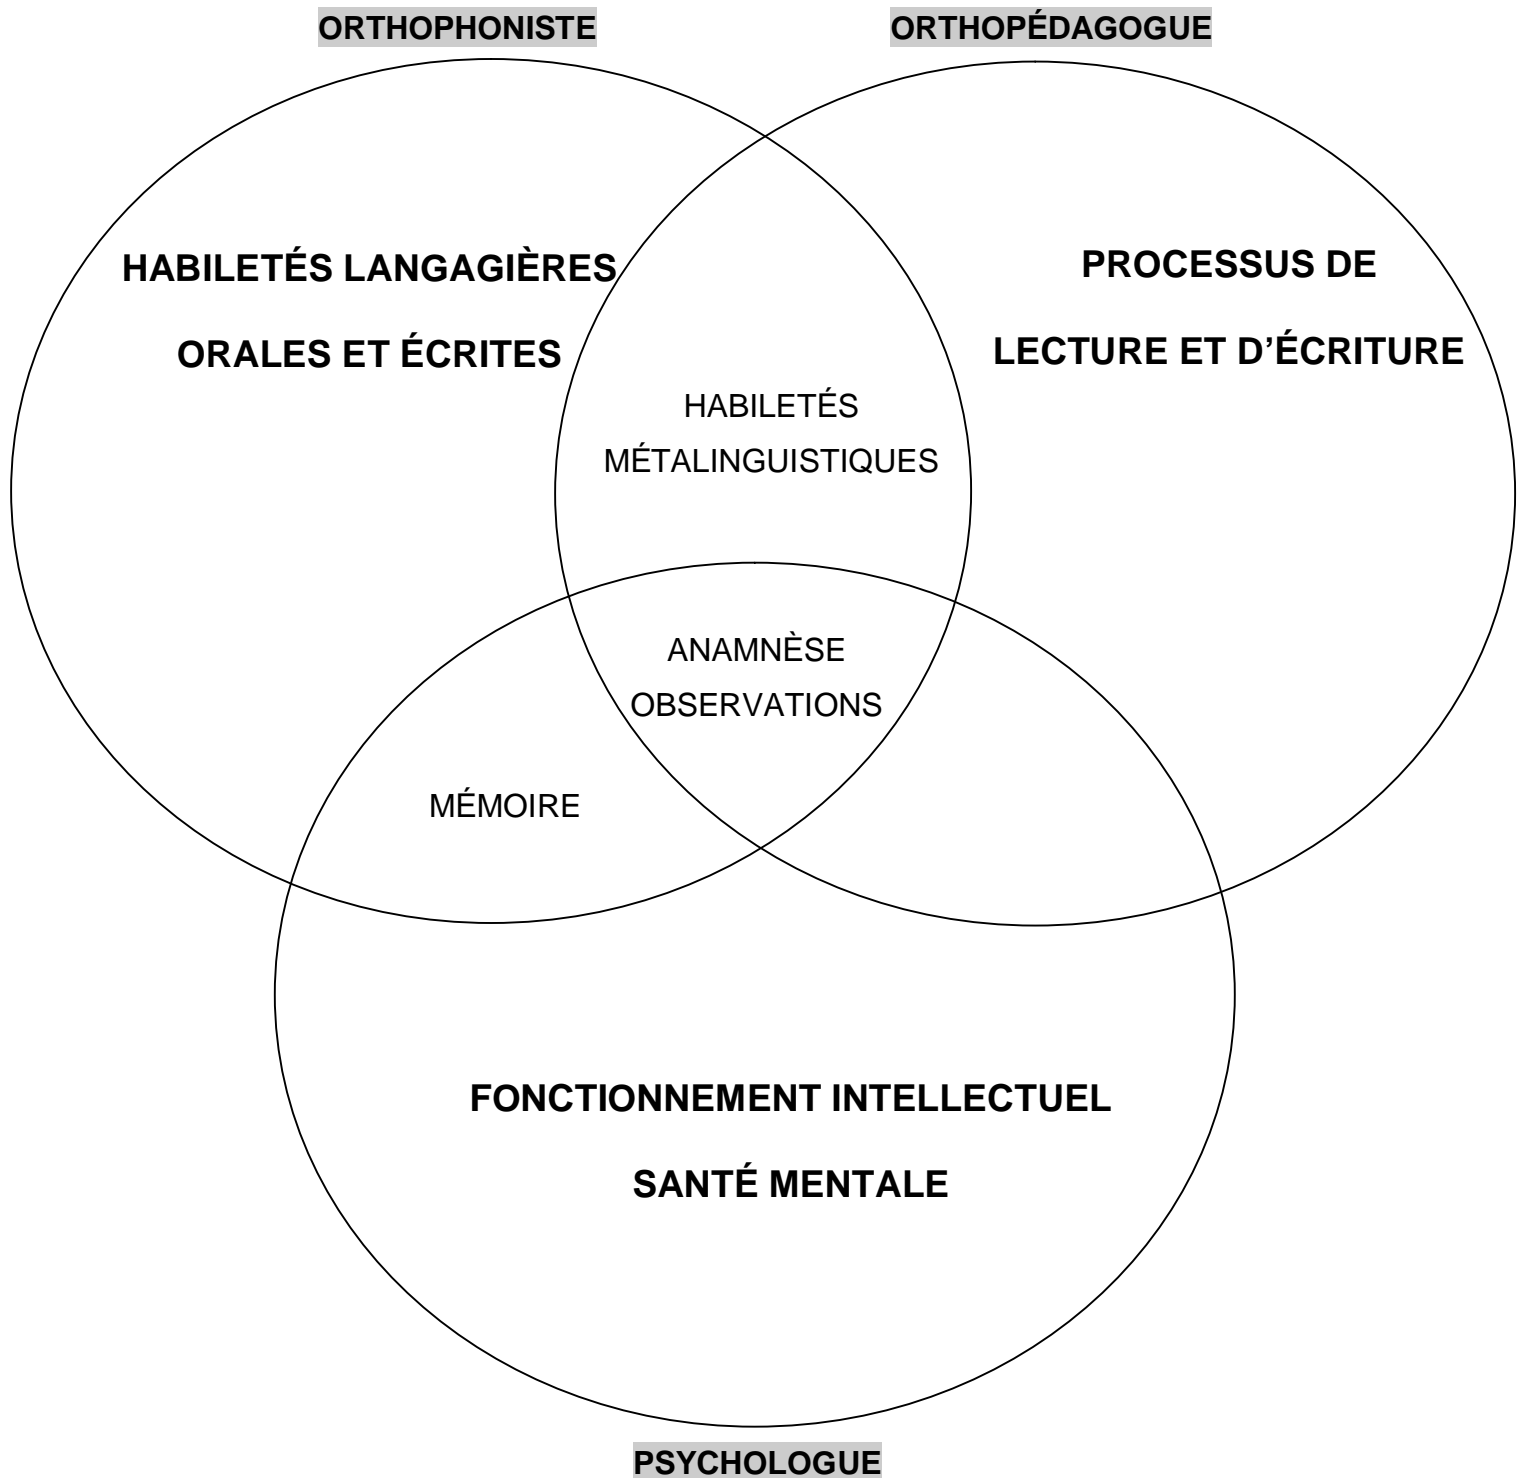 ORTHOPHONISTE
ORTHOPÉDAGOGUE
HABILETÉS LANGAGIÈRES
ORALES ET ÉCRITES
PROCESSUS DE
LECTURE ET D’ÉCRITURE
HABILETÉS
MÉTALINGUISTIQUES
ANAMNÈSE
OBSERVATIONS
MÉMOIRE
FONCTIONNEMENT INTELLECTUEL
SANTÉ MENTALE
PSYCHOLOGUE